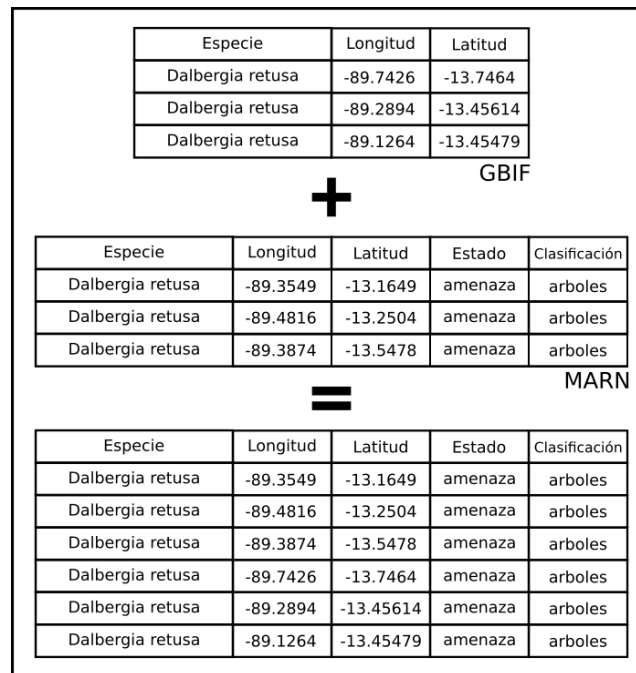 Especie Longitud Latitud
Dalbergia retusa -89.7426 -13.7464
Dalbergia retusa -89.2894 -13.45614
Dalbergia retusa -89.1264 -13.45479
GBIF
+
Especie Longitud Latitud Estado Clasificación
Dalbergia retusa -89.3549 -13.1649 amenaza arboles
Dalbergia retusa -89.4816 -13.2504 amenaza arboles
Dalbergia retusa -89.3874 -13.5478 amenaza arboles
MARN
=
Especie Longitud Latitud Estado Clasificación
Dalbergia retusa -89.3549 -13.1649 amenaza arboles
Dalbergia retusa -89.4816 -13.2504 amenaza arboles
Dalbergia retusa -89.3874 -13.5478 amenaza arboles
Dalbergia retusa -89.7426 -13.7464 amenaza arboles
Dalbergia retusa -89.2894 -13.45614 amenaza arboles
Dalbergia retusa -89.1264 -13.45479 amenaza arboles